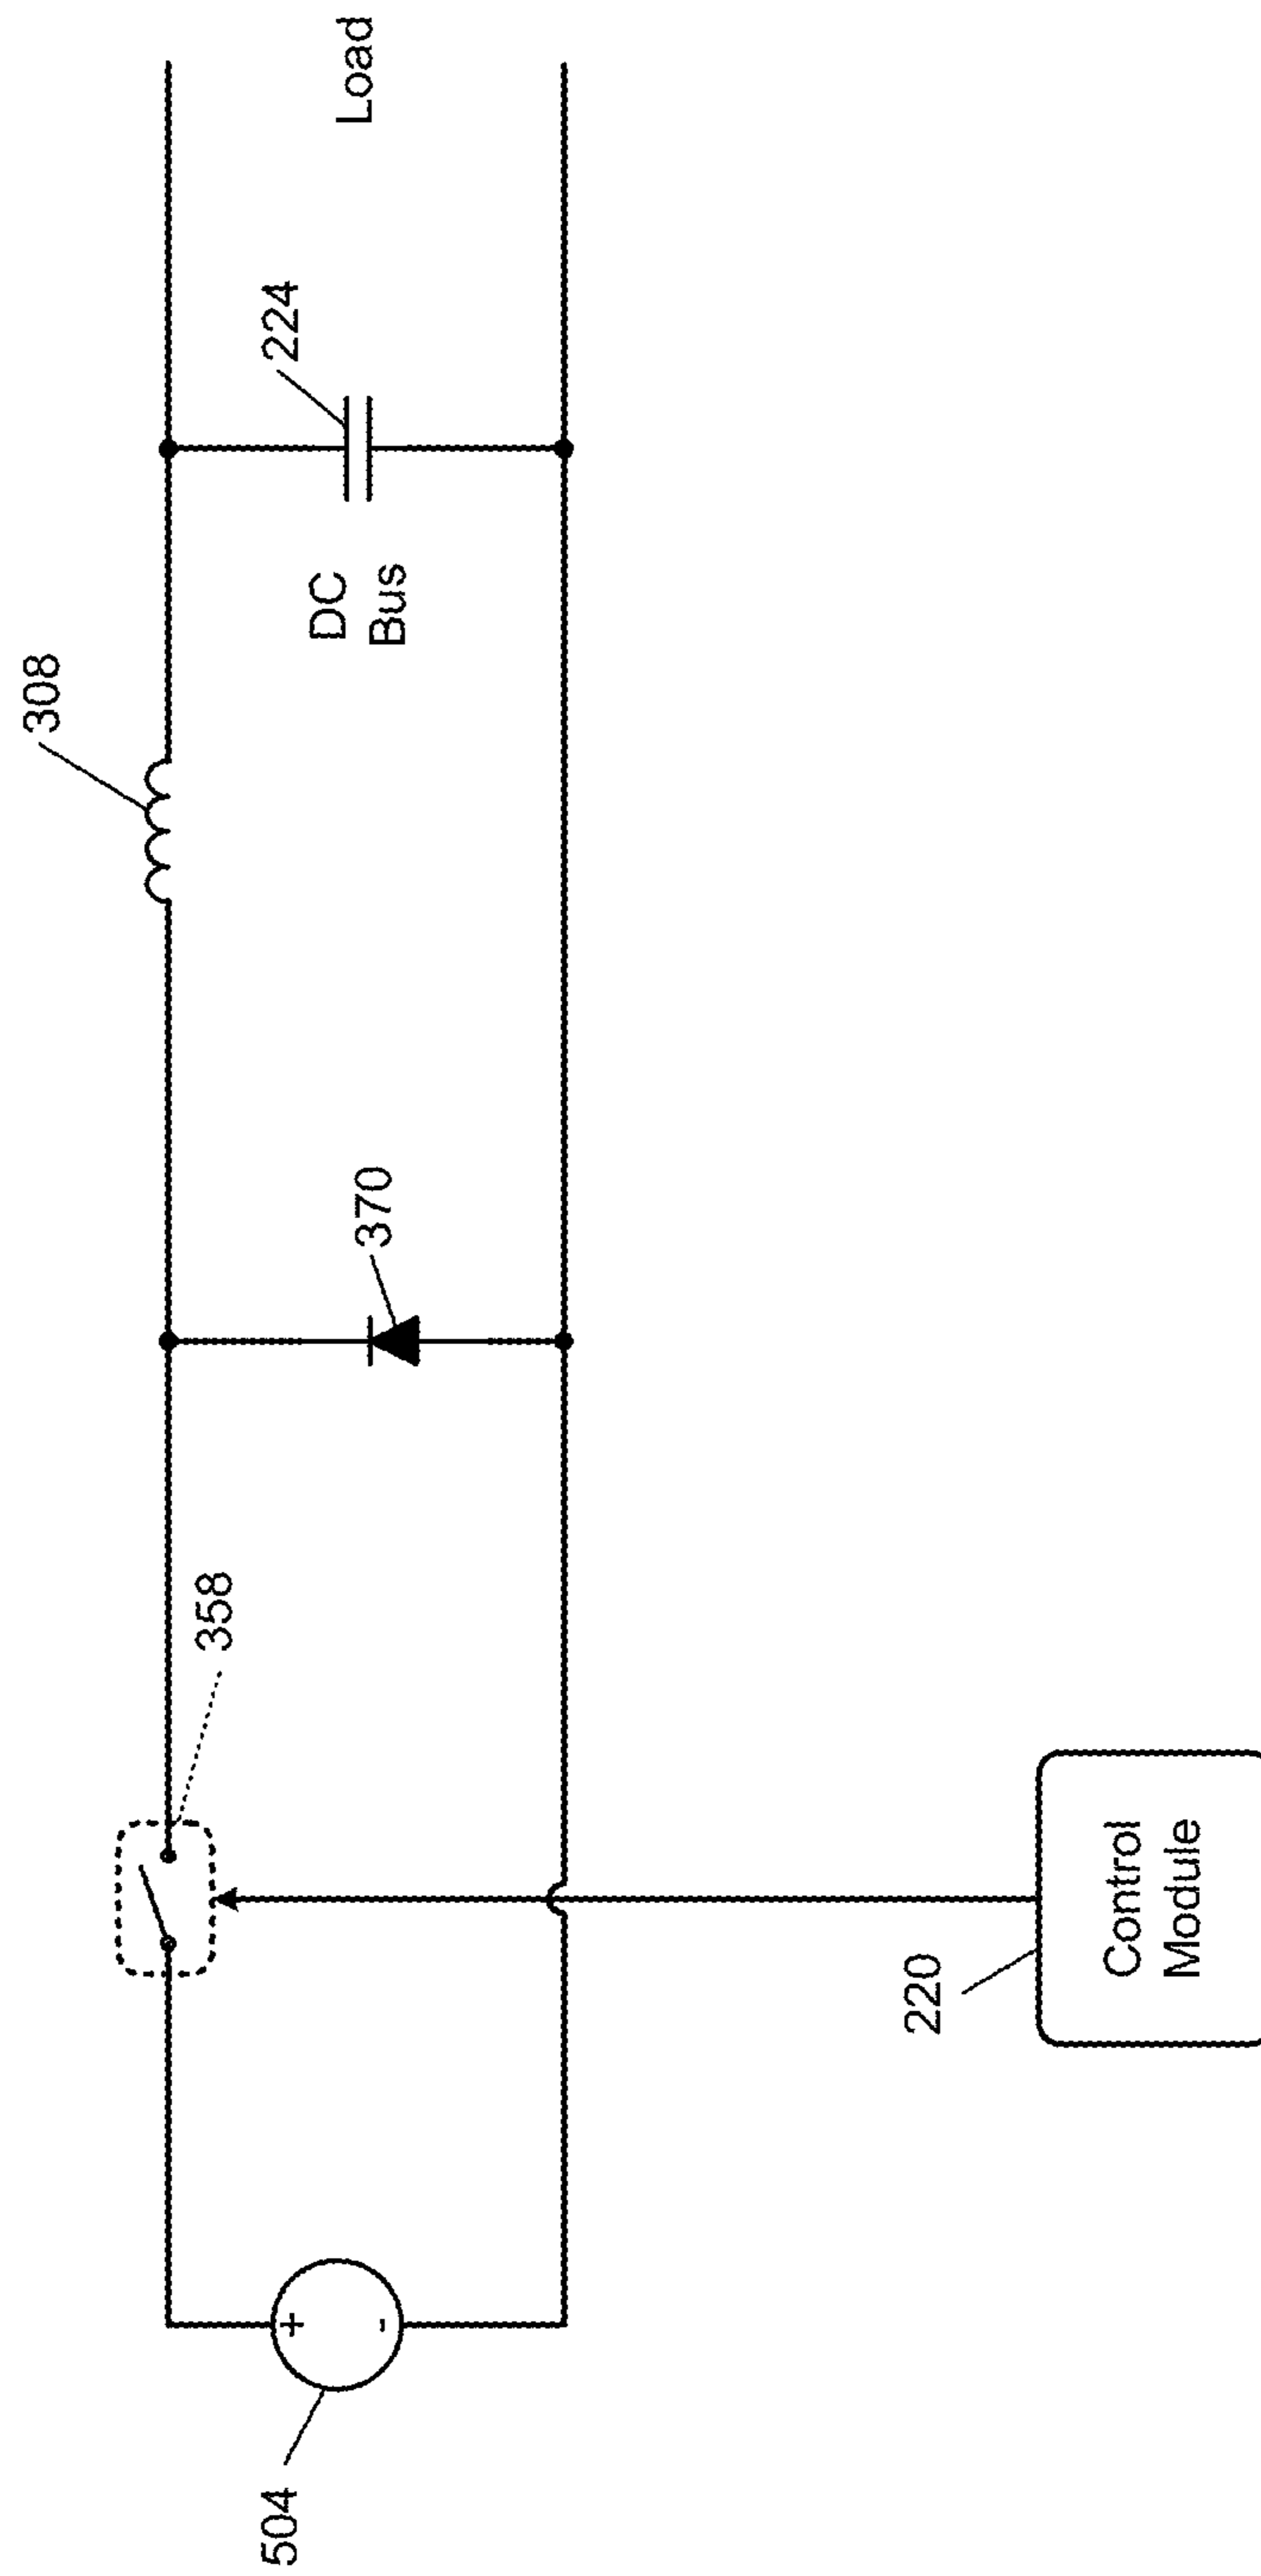 504
+
-
358
370
308
DC
Bus
224
Load
220
Control
Module